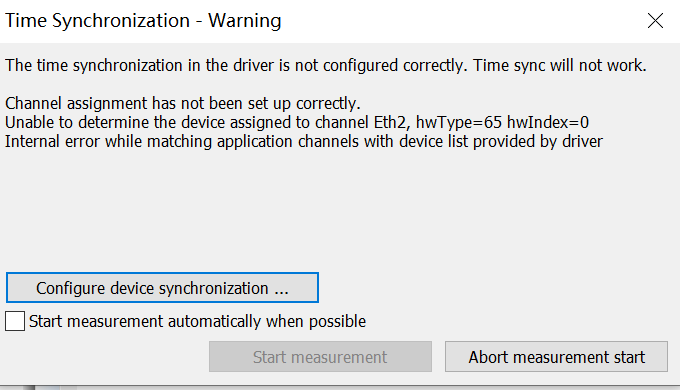 Time Synchronization - Warning
The time synchronization in the driver is not configured correctly. Time sync will not work.
Channel assignment has not been set up correctly.
Unable to determine the device assigned to channel Eth2, hwType=65 hwIndex=0
Internal error while matching application channels with device list provided by driver
Configure device synchronization ...
Start measurement automatically when possible
Start measurement
Abort measurement start